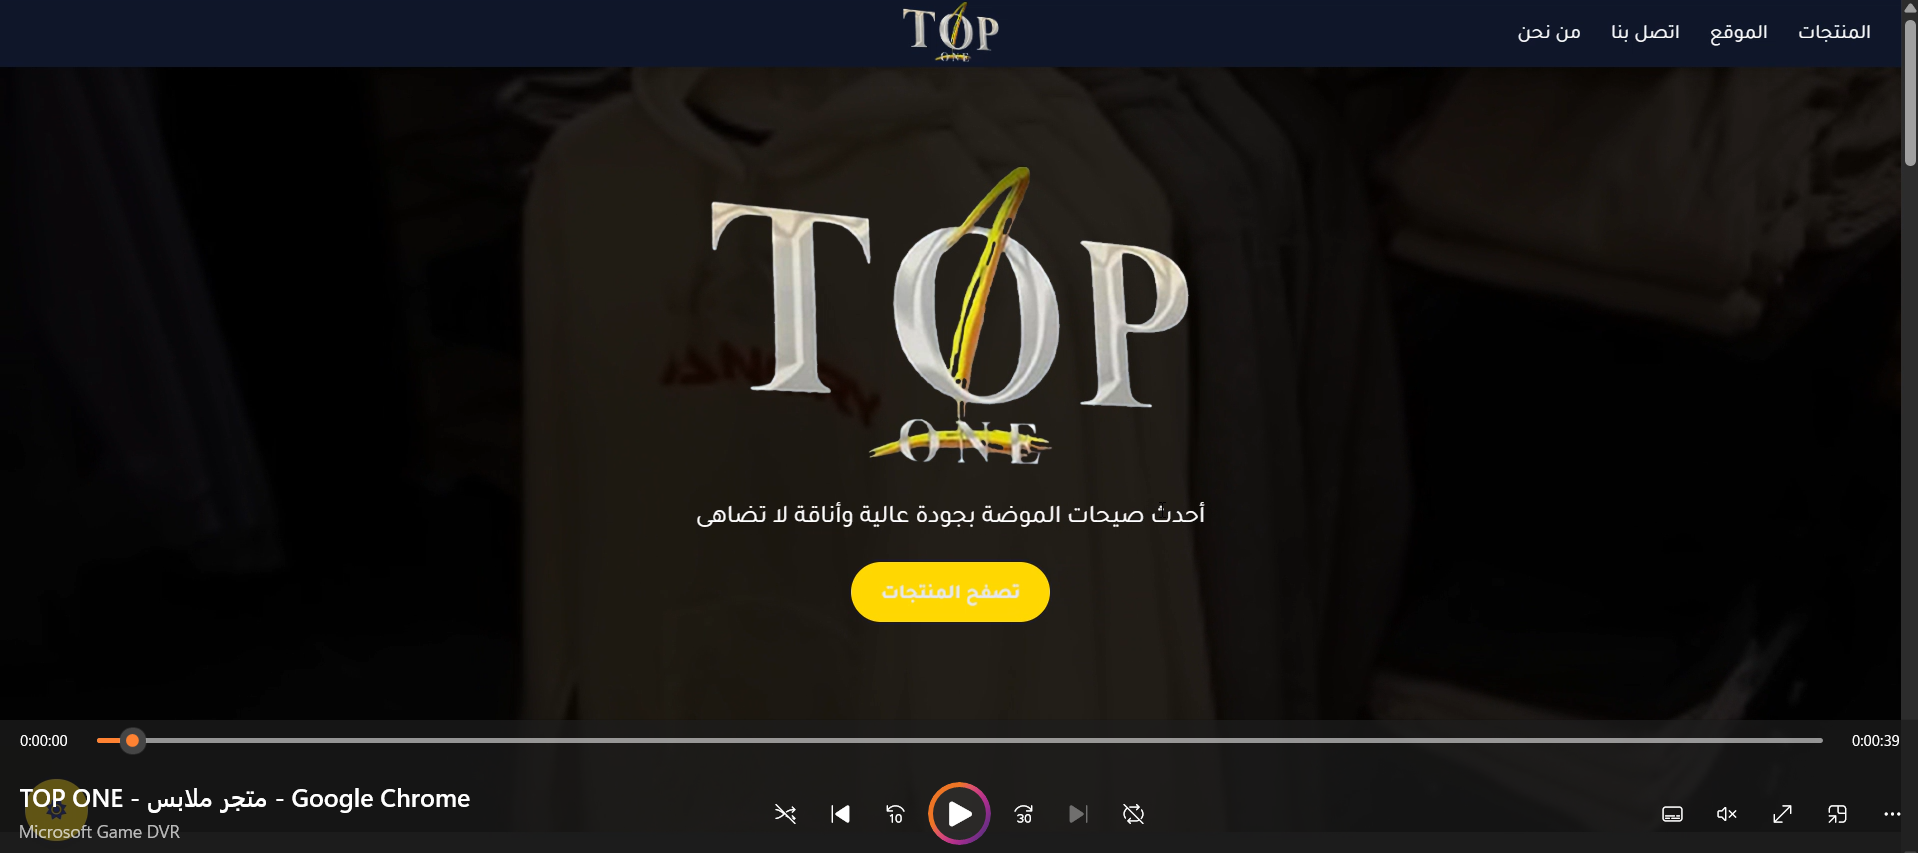 المنتجات الموقع اتصل بنا من نحن
TOP
ONE
TOP
ONE
أحدث صيحات الموضة بجودة عالية وأناقة لا تضاهى
تصفح المنتجات
0:00:00
0:00:39
TOP ONE - متجر ملابس - Google Chrome
Microsoft Game DVR
10
30